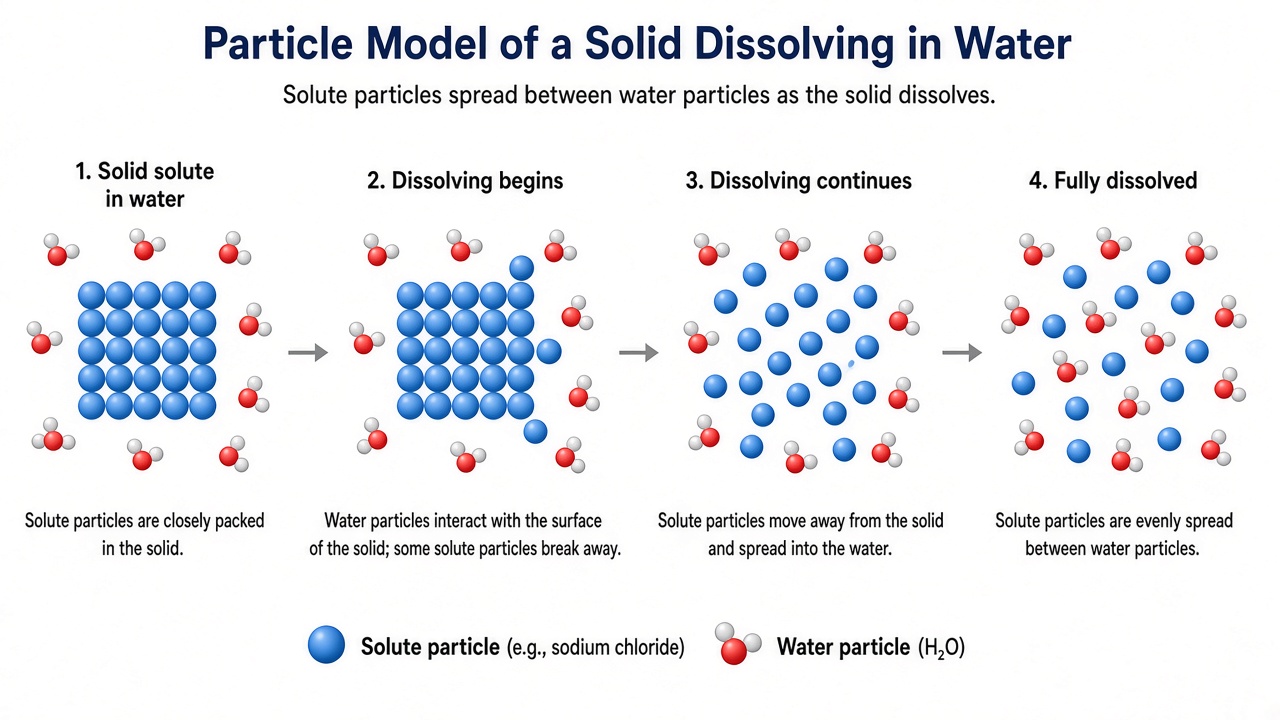 Particle Model of a Solid Dissolving in Water
Solute particles spread between water particles as the solid dissolves.
1. Solid solute
in water
2. Dissolving begins
3. Dissolving continues
4. Fully dissolved
Solute particles are closely packed
in the solid.
Water particles interact with the surface
of the solid; some solute particles break away.
Solute particles move away from the solid
and spread into the water.
Solute particles are evenly spread
between water particles.
Solute particle (e.g., sodium chloride)
Water particle (H₂O)